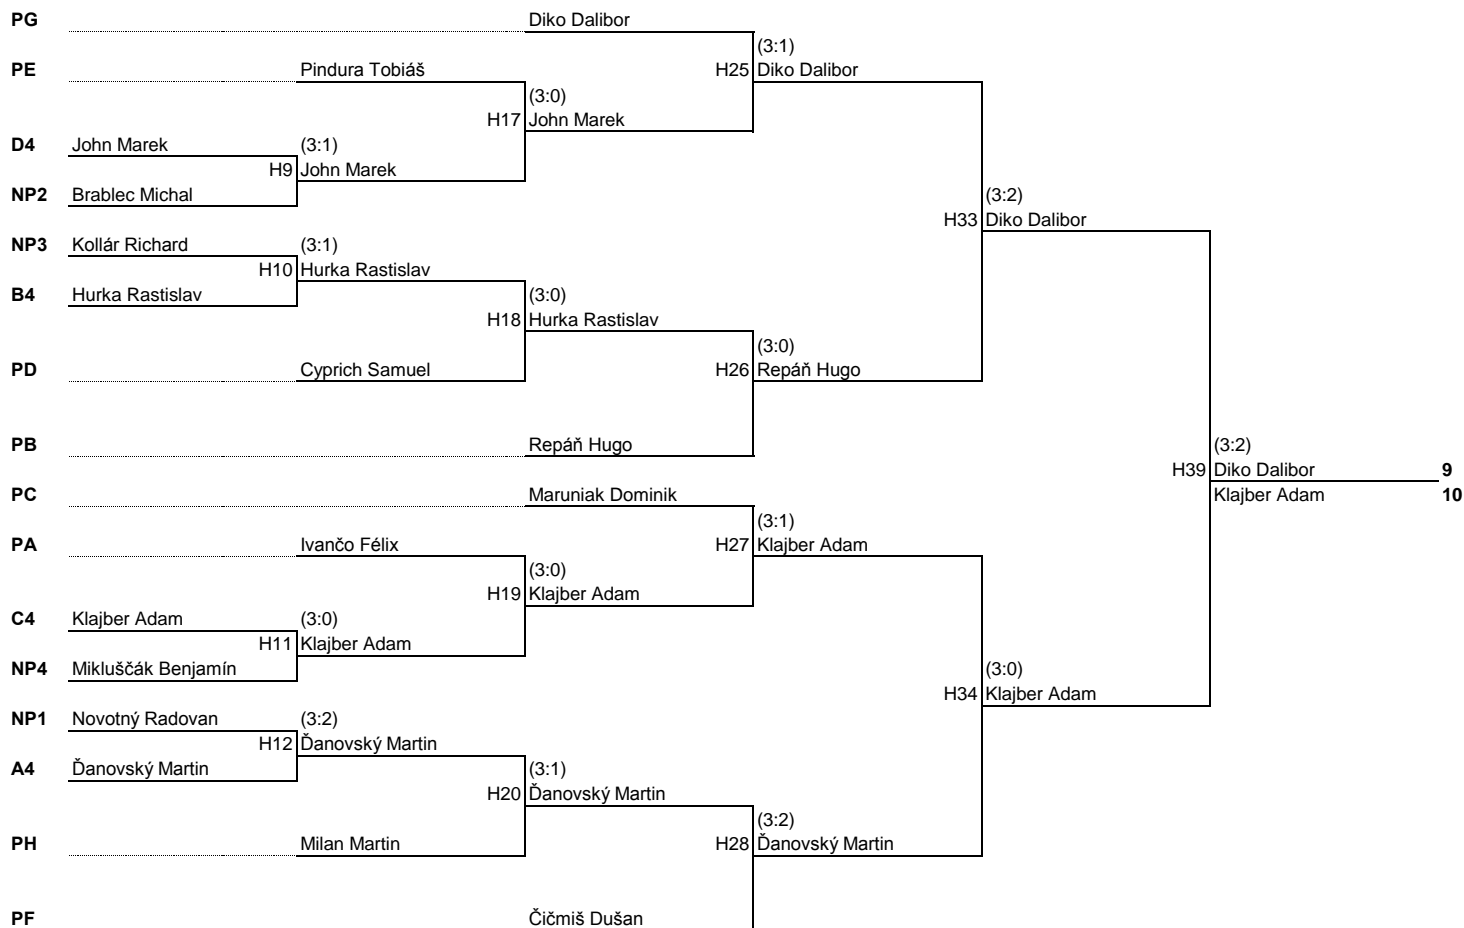 PG Diko Dalibor
(3:1)
PE Pindura Tobiáš H25 Diko Dalibor
(3:0)
H17 John Marek
D4 John Marek (3:1)
H9 John Marek
NP2 Brablec Michal (3:2)
H33 Diko Dalibor
NP3 Kollár Richard (3:1)
H10 Hurka Rastislav
B4 Hurka Rastislav (3:0)
H18 Hurka Rastislav
(3:0)
PD Cyprich Samuel H26 Repáň Hugo
PB Repáň Hugo (3:2)
H39 Diko Dalibor 9
PC Maruniak Dominik Klajber Adam 10
(3:1)
PA Ivančo Félix H27 Klajber Adam
(3:0)
H19 Klajber Adam
C4 Klajber Adam (3:0)
H11 Klajber Adam
NP4 Mikluščák Benjamín (3:0)
H34 Klajber Adam
NP1 Novotný Radovan (3:2)
H12 Ďanovský Martin
A4 Ďanovský Martin (3:1)
H20 Ďanovský Martin
(3:2)
PH Milan Martin H28 Ďanovský Martin
PF Čičmiš Dušan